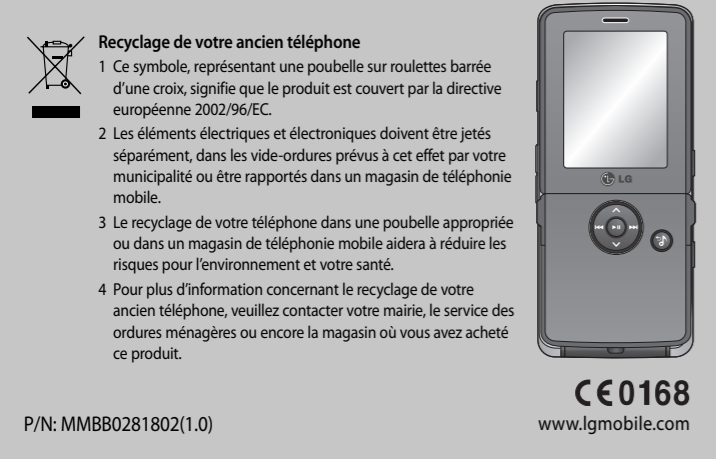 Recyclage de votre ancien téléphone
1 Ce symbole, représentant une poubelle sur roulettes barrée
d'une croix, signifie que le produit est couvert par la directive
européenne 2002/96/EC.
2 Les éléments électriques et électroniques doivent être jetés
séparément, dans les vide-ordures prévus à cet effet par votre
municipalité ou être rapportés dans un magasin de téléphonie
mobile.
3 Le recyclage de votre téléphone dans une poubelle appropriée
ou dans un magasin de téléphonie mobile aidera à réduire les
risques pour l'environnement et votre santé.
4 Pour plus d'information concernant le recyclage de votre
ancien téléphone, veuillez contacter votre mairie, le service des
ordures ménagères ou encore la magasin où vous avez acheté
ce produit.
LG
CE0168
P/N: MMBB0281802(1.0)
www.lgmobile.com